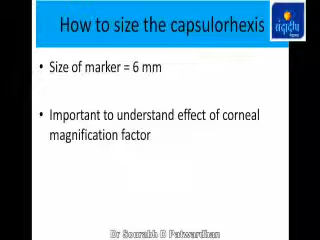 How to size the capsulorhexis
• Size of marker = 6 mm
• Important to understand effect of corneal
magnification factor
Dr Sourabh D Patwardhan